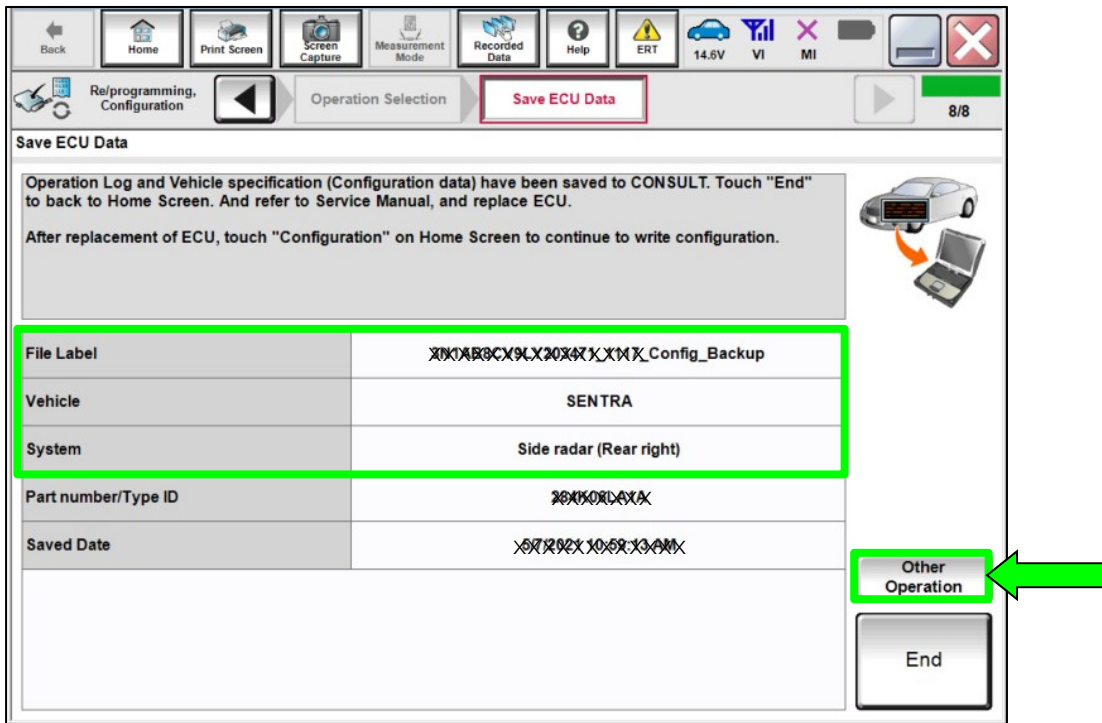 Back
Home
Print Screen
Screen
Capture
Measurement
Mode
Recorded
Data
Help
ERT
14.6V
VI
MI
Re/programming,
Configuration
Operation Selection
Save ECU Data
8/8
Save ECU Data
Operation Log and Vehicle specification (Configuration data) have been saved to CONSULT. Touch "End"
to back to Home Screen. And refer to Service Manual, and replace ECU.
After replacement of ECU, touch "Configuration" on Home Screen to continue to write configuration.
File Label
_Config_Backup
Vehicle
SENTRA
System
Side radar (Rear right)
Part number/Type ID
Saved Date
Other
Operation
End